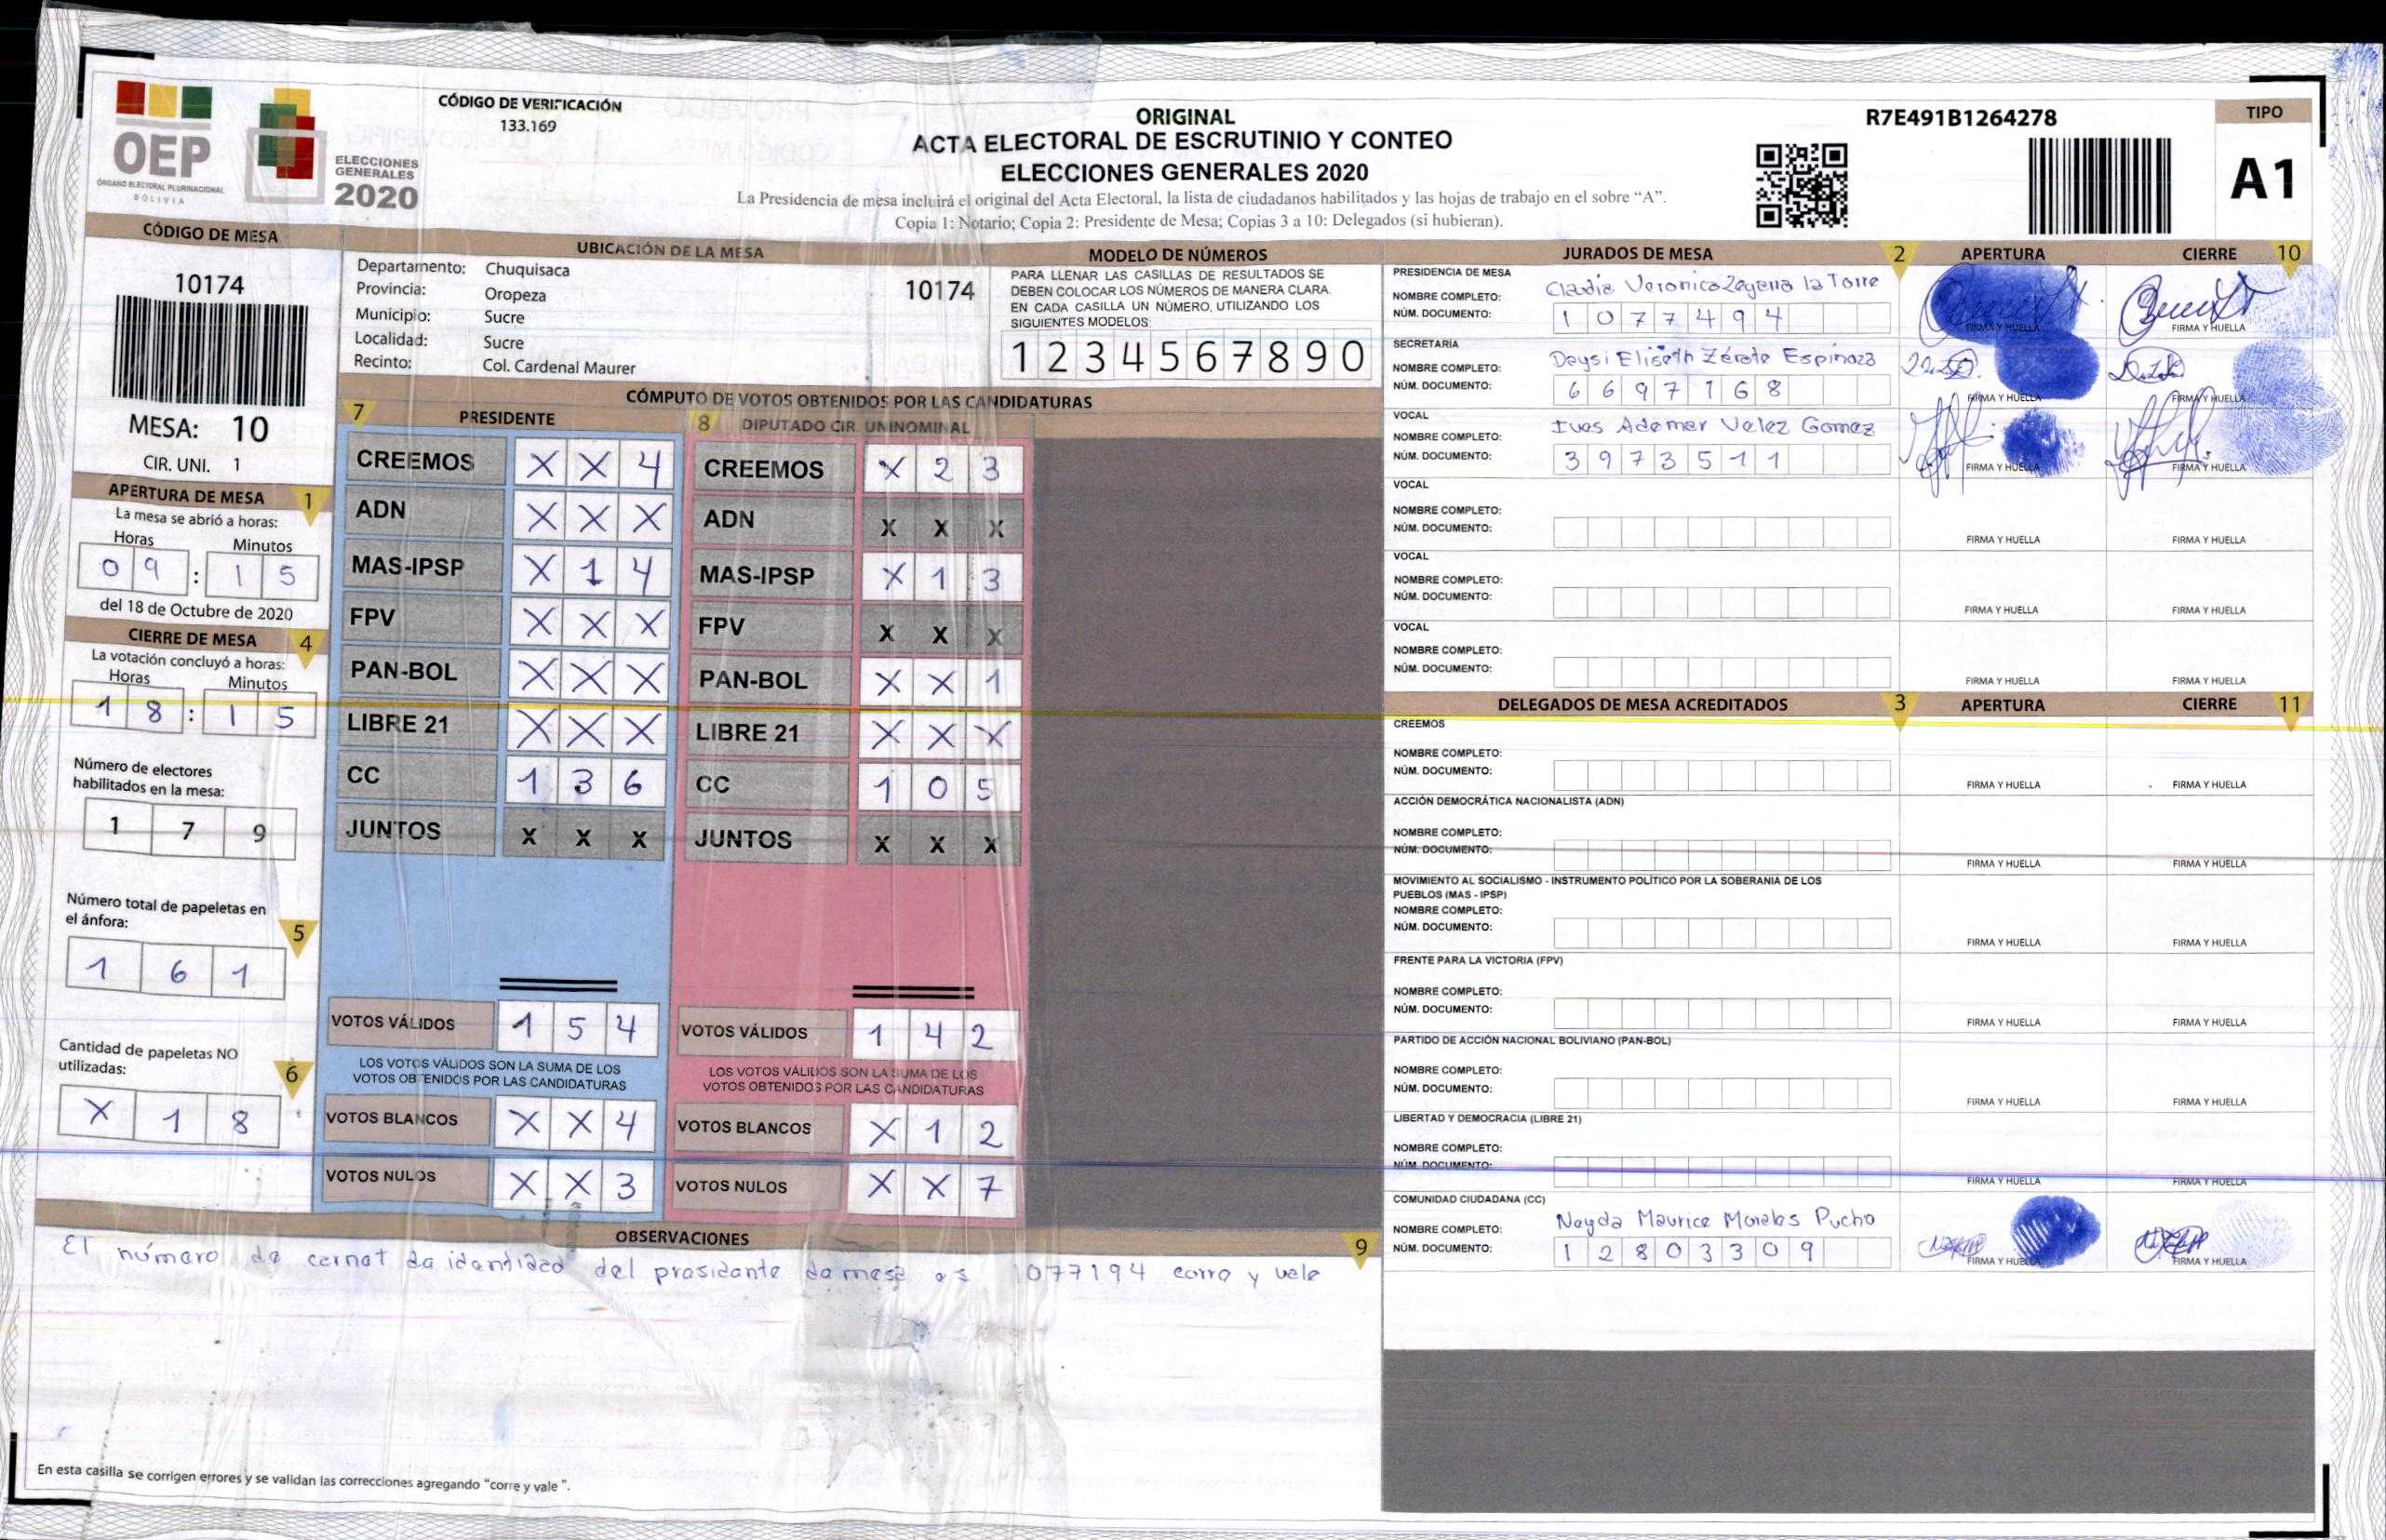 CÓDIGO DE VERIFICACIÓN
133.169
OEP
ÓRGANO ELECTORAL PLURINACIONAL
BOLIVIA
ELECCIONES
GENERALES
2020
ORIGINAL
ACTA ELECTORAL DE ESCRUTINIO Y CONTEO
ELECCIONES GENERALES 2020
La Presidencia de mesa incluirá el original del Acta Electoral, la lista de ciudadanos habilitados y las hojas de trabajo en el sobre “A”.
Copia 1: Notario; Copia 2: Presidente de Mesa; Copias 3 a 10: Delegados (si hubieran).
R7E491B1264278
TIPO
A1
CÓDIGO DE MESA
10174
MESA: 10
CIR. UNI. 1
APERTURA DE MESA 1
La mesa se abrió a horas:
Horas Minutos
0 9 : 1 5
del 18 de Octubre de 2020
CIERRE DE MESA 4
La votación concluyó a horas:
Horas Minutos
1 8 : 1 5
Número de electores
habilitados en la mesa:
1 7 9
Número total de papeletas en
el ánfora:
5
1 6 1
Cantidad de papeletas NO
utilizadas:
6
X 1 8
UBICACIÓN DE LA MESA
Departamento: Chuquisaca
Provincia: Oropeza
Municipio: Sucre
Localidad: Sucre
Recinto: Col. Cardenal Maurer
10174
MODELO DE NÚMEROS
PARA LLENAR LAS CASILLAS DE RESULTADOS SE
DEBEN COLOCAR LOS NÚMEROS DE MANERA CLARA.
EN CADA CASILLA UN NÚMERO, UTILIZANDO LOS
SIGUIENTES MODELOS:
1 2 3 4 5 6 7 8 9 0
CÓMPUTO DE VOTOS OBTENIDOS POR LAS CANDIDATURAS
7 PRESIDENTE
CREEMOS X X 4
ADN X X X
MAS-IPSP X 1 4
FPV X X X
PAN-BOL X X X
LIBRE 21 X X X
CC 1 3 6
JUNTOS X X X
VOTOS VÁLIDOS 1 5 4
LOS VOTOS VÁLIDOS SON LA SUMA DE LOS
VOTOS OBTENIDOS POR LAS CANDIDATURAS
VOTOS BLANCOS X X 4
VOTOS NULOS X X 3
8 DIPUTADO CIR. UNINOMINAL
CREEMOS X 2 3
ADN X X X
MAS-IPSP X 1 3
FPV X X X
PAN-BOL X X 1
LIBRE 21 X X X
CC 1 0 5
JUNTOS X X X
VOTOS VÁLIDOS 1 4 2
LOS VOTOS VÁLIDOS SON LA SUMA DE LOS
VOTOS OBTENIDOS POR LAS CANDIDATURAS
VOTOS BLANCOS X 1 2
VOTOS NULOS X X 7
OBSERVACIONES
9
El número de carnet de identidad del presidente de mesa es 1077194 corre y vale
En esta casilla se corrigen errores y se validan las correcciones agregando “corre y vale ”.
JURADOS DE MESA 2 APERTURA CIERRE 10
PRESIDENCIA DE MESA
NOMBRE COMPLETO: Claudia Veronica Zegarra la Torre
NÚM. DOCUMENTO: 1 0 7 7 4 9 4
FIRMA Y HUELLA FIRMA Y HUELLA
SECRETARIA
NOMBRE COMPLETO: Deysi Eliseth Zérate Espinoza
NÚM. DOCUMENTO: 6 6 9 7 1 6 8
FIRMA Y HUELLA FIRMA Y HUELLA
VOCAL
NOMBRE COMPLETO: Ives Ademar Velez Gomez
NÚM. DOCUMENTO: 3 9 7 3 5 1 1
FIRMA Y HUELLA FIRMA Y HUELLA
VOCAL
NOMBRE COMPLETO:
NÚM. DOCUMENTO:
FIRMA Y HUELLA FIRMA Y HUELLA
VOCAL
NOMBRE COMPLETO:
NÚM. DOCUMENTO:
FIRMA Y HUELLA FIRMA Y HUELLA
VOCAL
NOMBRE COMPLETO:
NÚM. DOCUMENTO:
FIRMA Y HUELLA FIRMA Y HUELLA
DELEGADOS DE MESA ACREDITADOS 3 APERTURA CIERRE 11
CREEMOS
NOMBRE COMPLETO:
NÚM. DOCUMENTO:
FIRMA Y HUELLA FIRMA Y HUELLA
ACCIÓN DEMOCRÁTICA NACIONALISTA (ADN)
NOMBRE COMPLETO:
NÚM. DOCUMENTO:
FIRMA Y HUELLA FIRMA Y HUELLA
MOVIMIENTO AL SOCIALISMO - INSTRUMENTO POLÍTICO POR LA SOBERANIA DE LOS
PUEBLOS (MAS - IPSP)
NOMBRE COMPLETO:
NÚM. DOCUMENTO:
FIRMA Y HUELLA FIRMA Y HUELLA
FRENTE PARA LA VICTORIA (FPV)
NOMBRE COMPLETO:
NÚM. DOCUMENTO:
FIRMA Y HUELLA FIRMA Y HUELLA
PARTIDO DE ACCIÓN NACIONAL BOLIVIANO (PAN-BOL)
NOMBRE COMPLETO:
NÚM. DOCUMENTO:
FIRMA Y HUELLA FIRMA Y HUELLA
LIBERTAD Y DEMOCRACIA (LIBRE 21)
NOMBRE COMPLETO:
NÚM. DOCUMENTO:
FIRMA Y HUELLA FIRMA Y HUELLA
COMUNIDAD CIUDADANA (CC)
NOMBRE COMPLETO: Nayda Maurice Morales Pucho
NÚM. DOCUMENTO: 1 2 8 0 3 3 0 9
FIRMA Y HUELLA FIRMA Y HUELLA